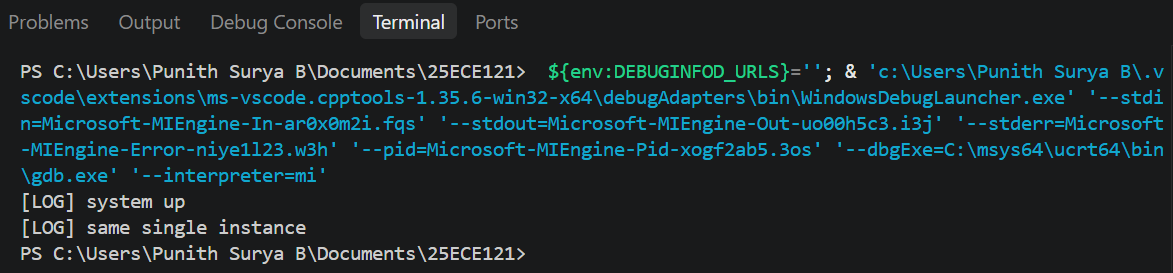 Problems Output Debug Console Terminal Ports
PS C:\Users\Punith Surya B\Documents\25ECE121>  ${env:DEBUGINFOD_URLS}=''; & 'c:\Users\Punith Surya B\.v
scode\extensions\ms-vscode.cpptools-1.35.6-win32-x64\debugAdapters\bin\WindowsDebugLauncher.exe' '--stdi
n=Microsoft-MIEngine-In-ar0x0m2i.fqs' '--stdout=Microsoft-MIEngine-Out-uo00h5c3.i3j' '--stderr=Microsoft
-MIEngine-Error-niye1l23.w3h' '--pid=Microsoft-MIEngine-Pid-xogf2ab5.3os' '--dbgExe=C:\msys64\ucrt64\bin
\gdb.exe' '--interpreter=mi'
[LOG] system up
[LOG] same single instance
PS C:\Users\Punith Surya B\Documents\25ECE121>